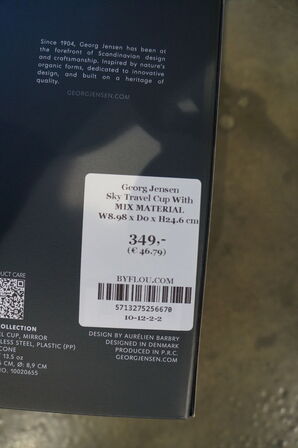 Since 1904, Georg Jensen has been at
the forefront of Scandinavian design
and craftsmanship. Inspired by nature's
organic forms, dedicated to innovative
design, and built on a heritage of
quality.
GEORGJENSEN.COM
Georg Jensen
Sky Travel Cup With
MIX MATERIAL
W8.98 x D0 x H24.6 cm
349,-
(€ 46.79)
BYFLOU.COM
5713275256670
10-12-2-2
UCT CARE
COLLECTION
EL CUP, MIRROR
LESS STEEL, PLASTIC (PP)
CONE
T 13.5 oz
CM, Ø: 8,9 CM
O. 10020655
DESIGN BY AURÉLIEN BARBRY
DESIGNED IN DENMARK
PRODUCED IN P.R.C.
GEORGJENSEN.COM